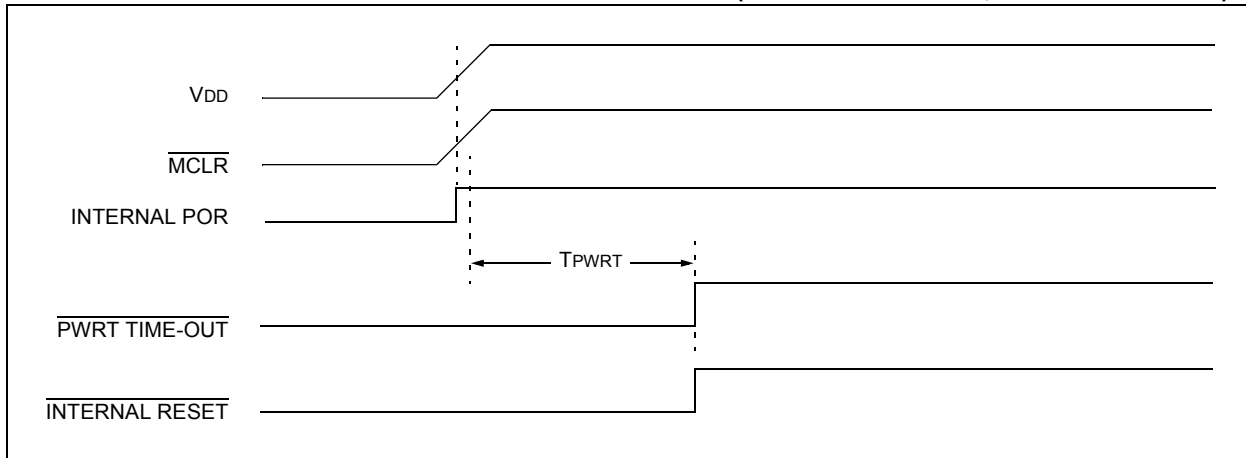 VDD
MCLR
INTERNAL POR
TPWRT
PWRT TIME-OUT
INTERNAL RESET